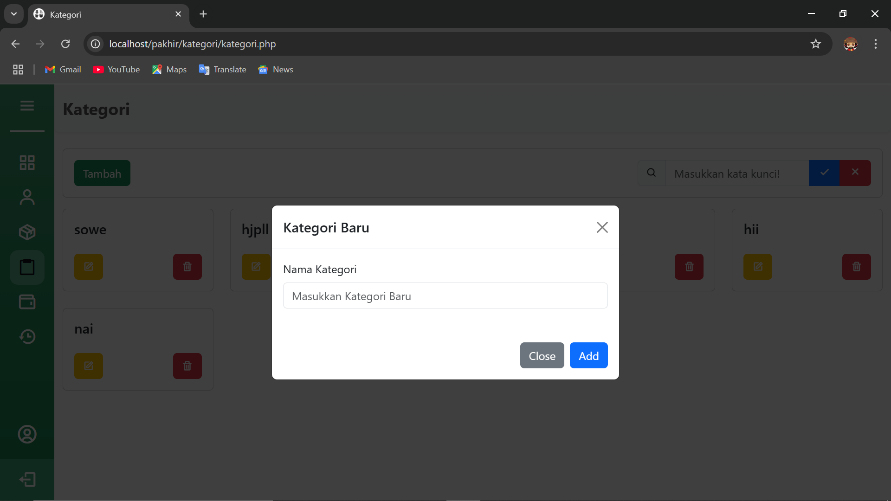 Kategori
localhost/pakhir/kategori/kategori.php
Gmail
YouTube
Maps
Translate
News
Kategori
Tambah
Masukkan kata kunci!
sowe
hjpll
hii
nai
Kategori Baru
Nama Kategori
Masukkan Kategori Baru
Close
Add